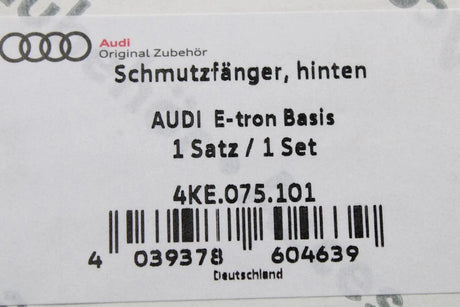 Audi
Original Zubehör
Schmutzfänger, hinten
AUDI E-tron Basis
1 Satz / 1 Set
4KE.075.101
4 039378 604639
Deutschland